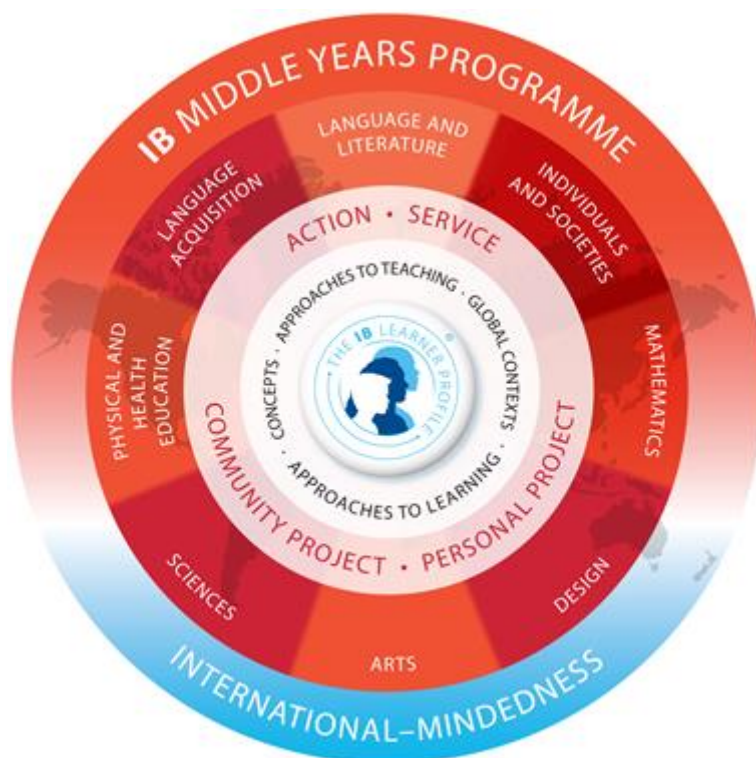 IB MIDDLE YEARS PROGRAMME
LANGUAGE AND
LITERATURE
INDIVIDUALS
AND SOCIETIES
MATHEMATICS
DESIGN
ARTS
SCIENCES
PHYSICAL AND
HEALTH
EDUCATION
LANGUAGE
ACQUISITION
ACTION • SERVICE
PERSONAL PROJECT
COMMUNITY PROJECT •
APPROACHES TO TEACHING •
GLOBAL CONTEXTS •
APPROACHES TO LEARNING •
CONCEPTS •
• THE IB LEARNER PROFILE • ®
INTERNATIONAL–MINDEDNESS